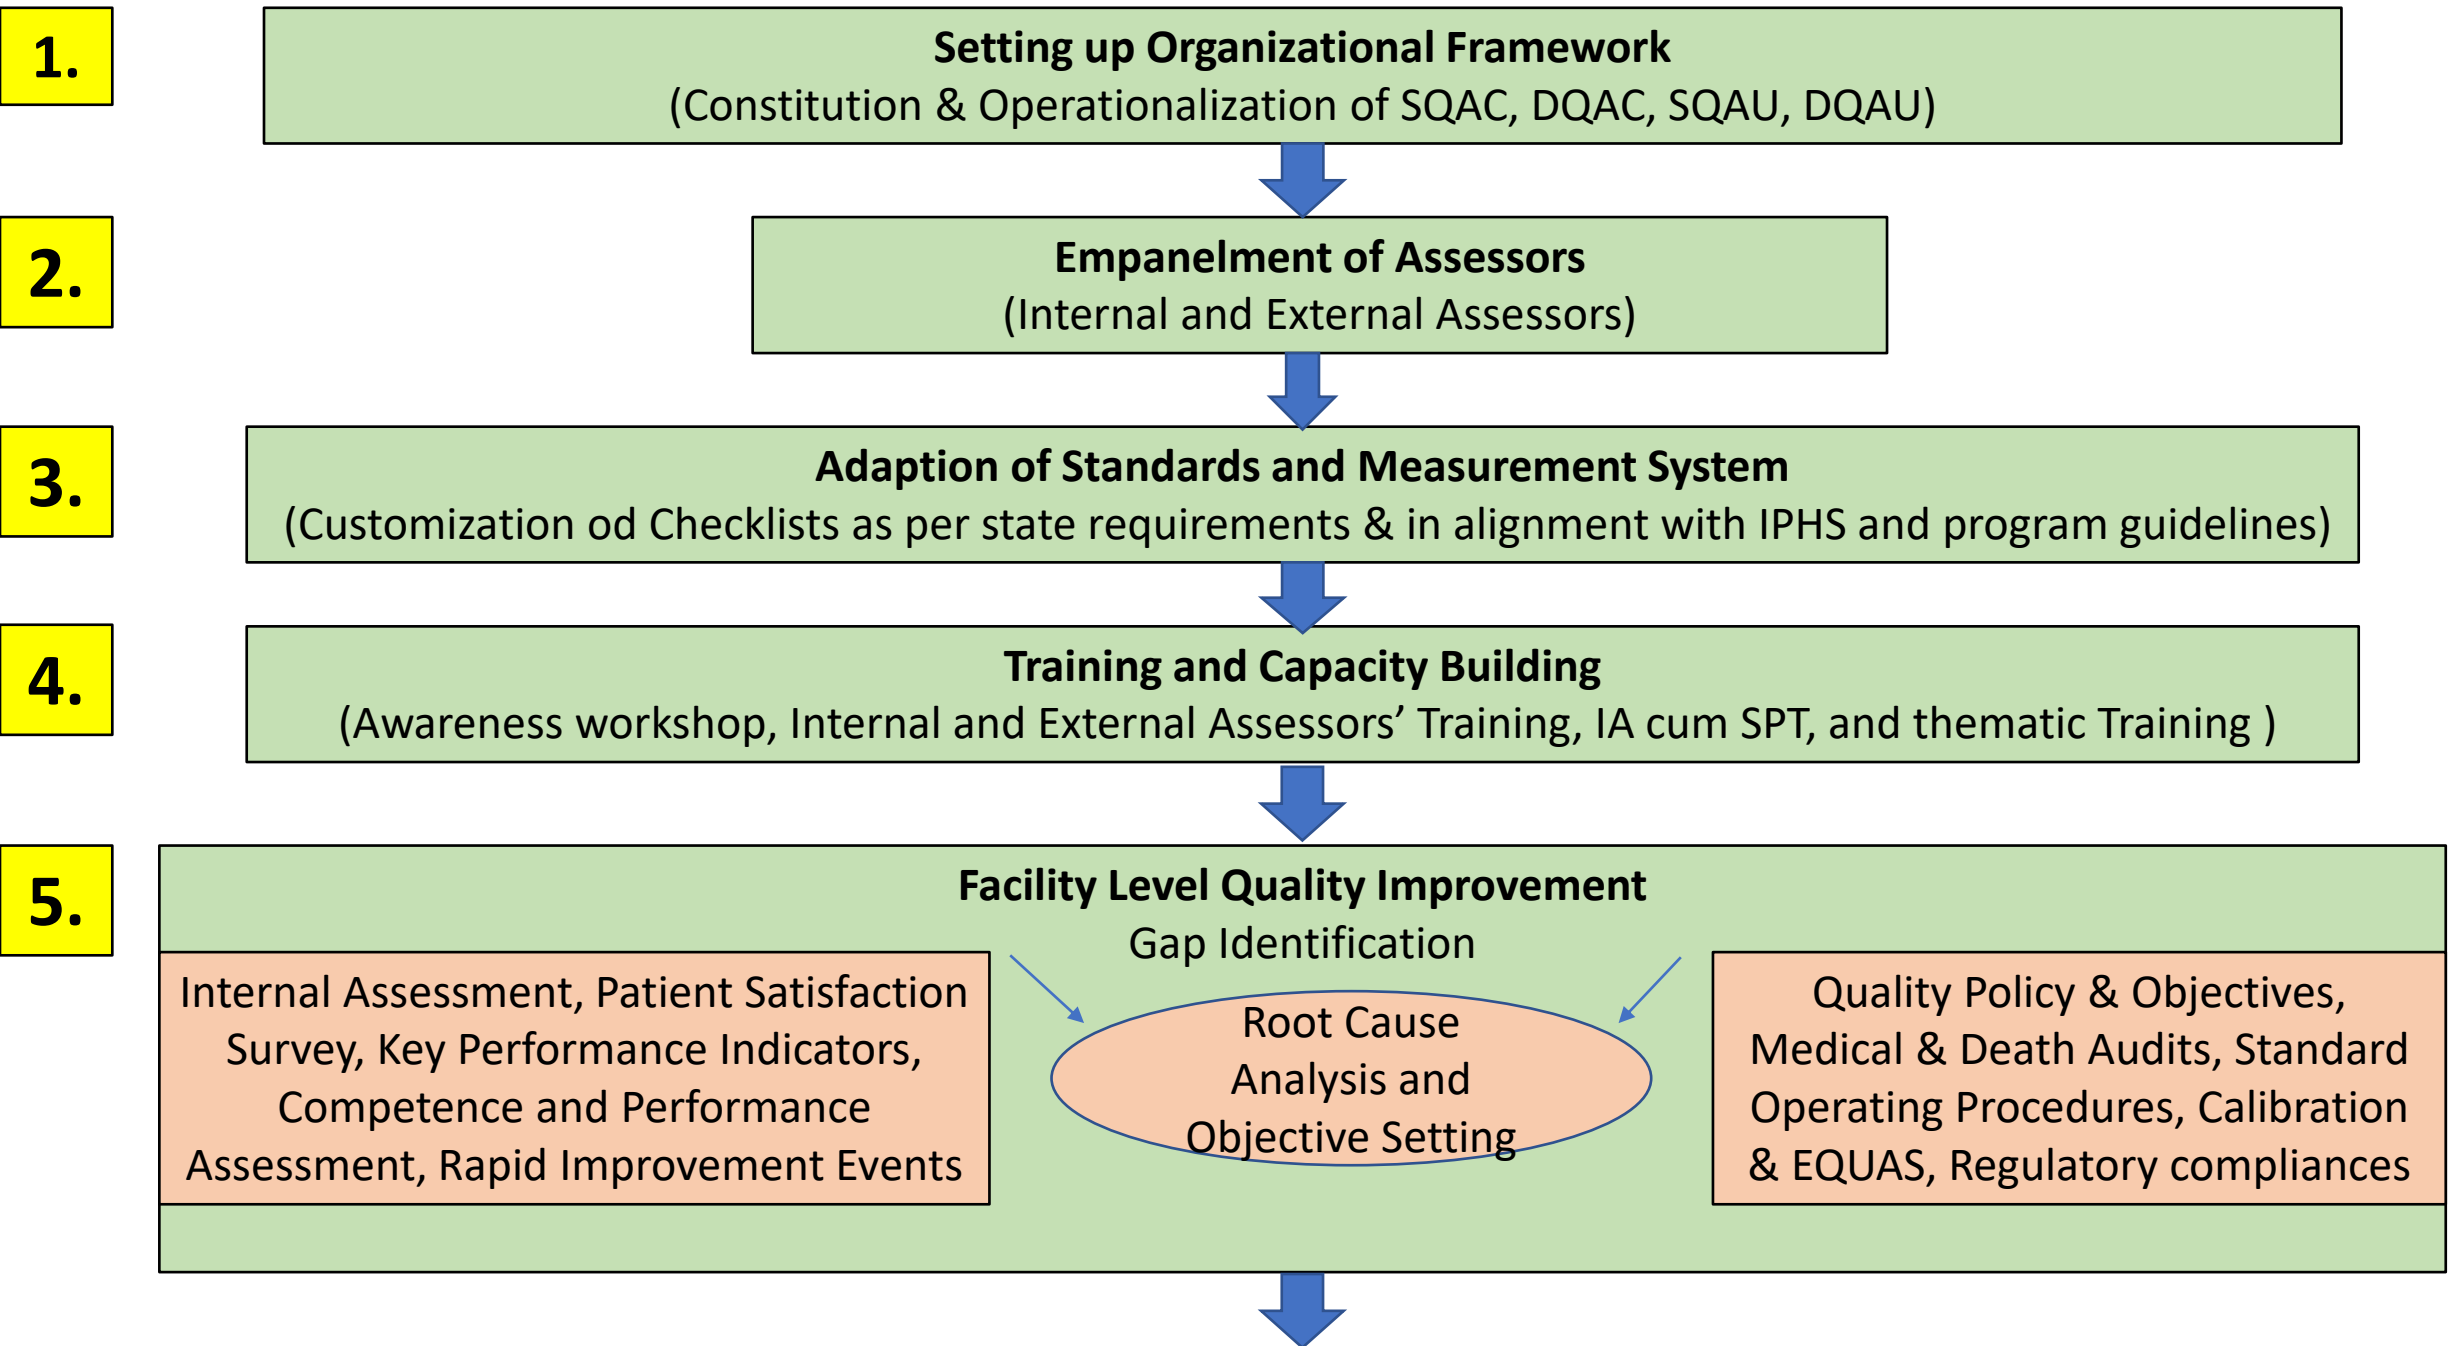 1.
Setting up Organizational Framework
(Constitution & Operationalization of SQAC, DQAC, SQAU, DQAU)
2.
Empanelment of Assessors
(Internal and External Assessors)
3.
Adaption of Standards and Measurement System
(Customization od Checklists as per state requirements & in alignment with IPHS and program guidelines)
4.
Training and Capacity Building
(Awareness workshop, Internal and External Assessors’ Training, IA cum SPT, and thematic Training )
5.
Facility Level Quality Improvement
Gap Identification
Internal Assessment, Patient Satisfaction
Survey, Key Performance Indicators,
Competence and Performance
Assessment, Rapid Improvement Events
Root Cause
Analysis and
Objective Setting
Quality Policy & Objectives,
Medical & Death Audits, Standard
Operating Procedures, Calibration
& EQUAS, Regulatory compliances